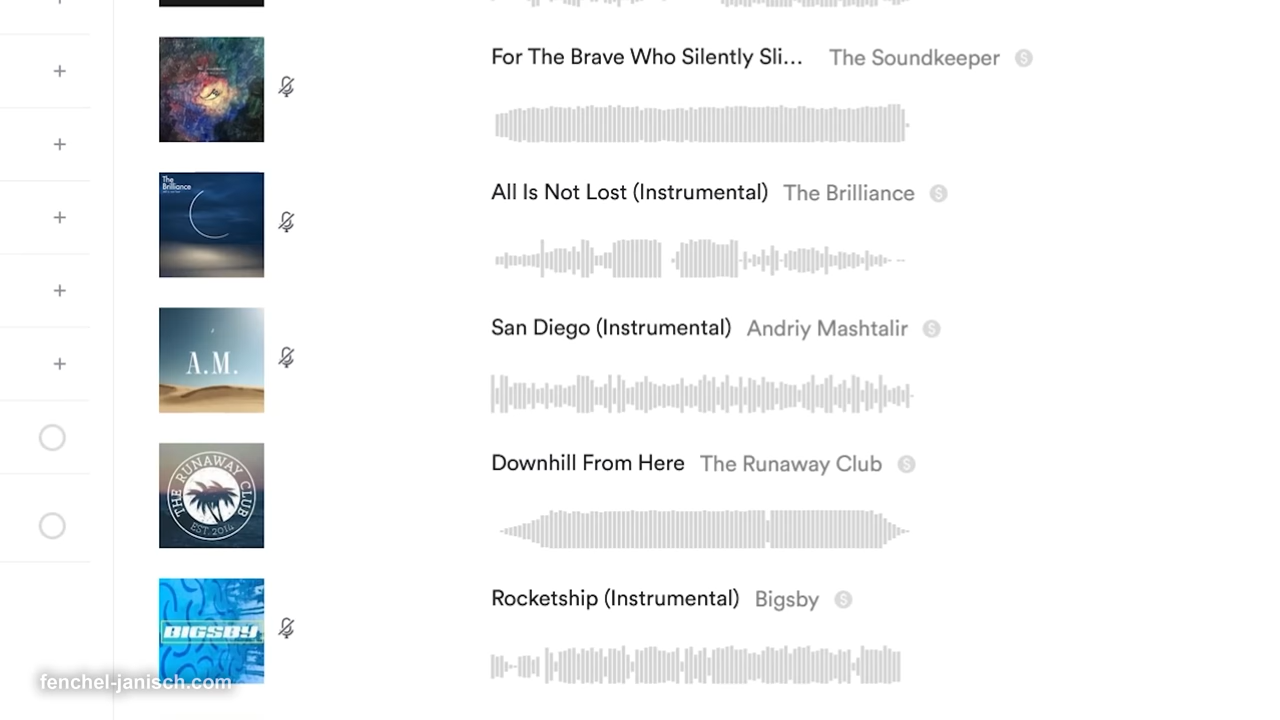 For The Brave Who Silently Sli... The Soundkeeper
The
Brilliance
All Is Not Lost (Instrumental) The Brilliance
San Diego (Instrumental) Andriy Mashtalir
A.M.
Downhill From Here The Runaway Club
THE RUNAWAY CLUB
EST. 2014
Rocketship (Instrumental) Bigsby
BIGSBY
fenchel-janisch.com